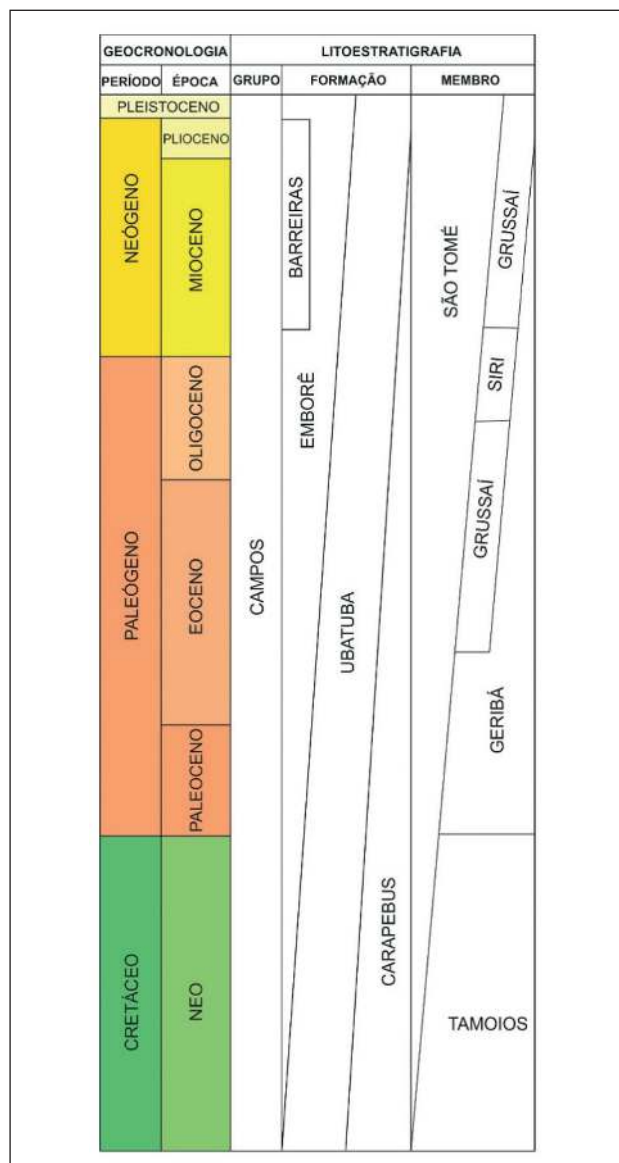 GEOCRONOLOGIA LITOESTRATIGRAFIA
PERÍODO ÉPOCA GRUPO FORMAÇÃO MEMBRO
PLEISTOCENO
NEÓGENO
PLIOCENO
MIOCENO
PALEÓGENO
OLIGOCENO
EOCENO
PALEOCENO
CRETÁCEO
NEO
CAMPOS
BARREIRAS
EMBORÊ
UBATUBA
CARAPEBUS
SÃO TOMÉ
GRUSSAÍ
SIRI
GRUSSAÍ
GERIBÁ
TAMOIOS